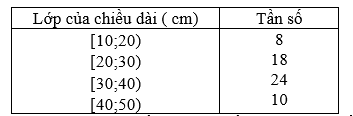 Lớp của chiều dài ( cm) Tần số
[10;20) 8
[20;30) 18
[30;40) 24
[40;50) 10